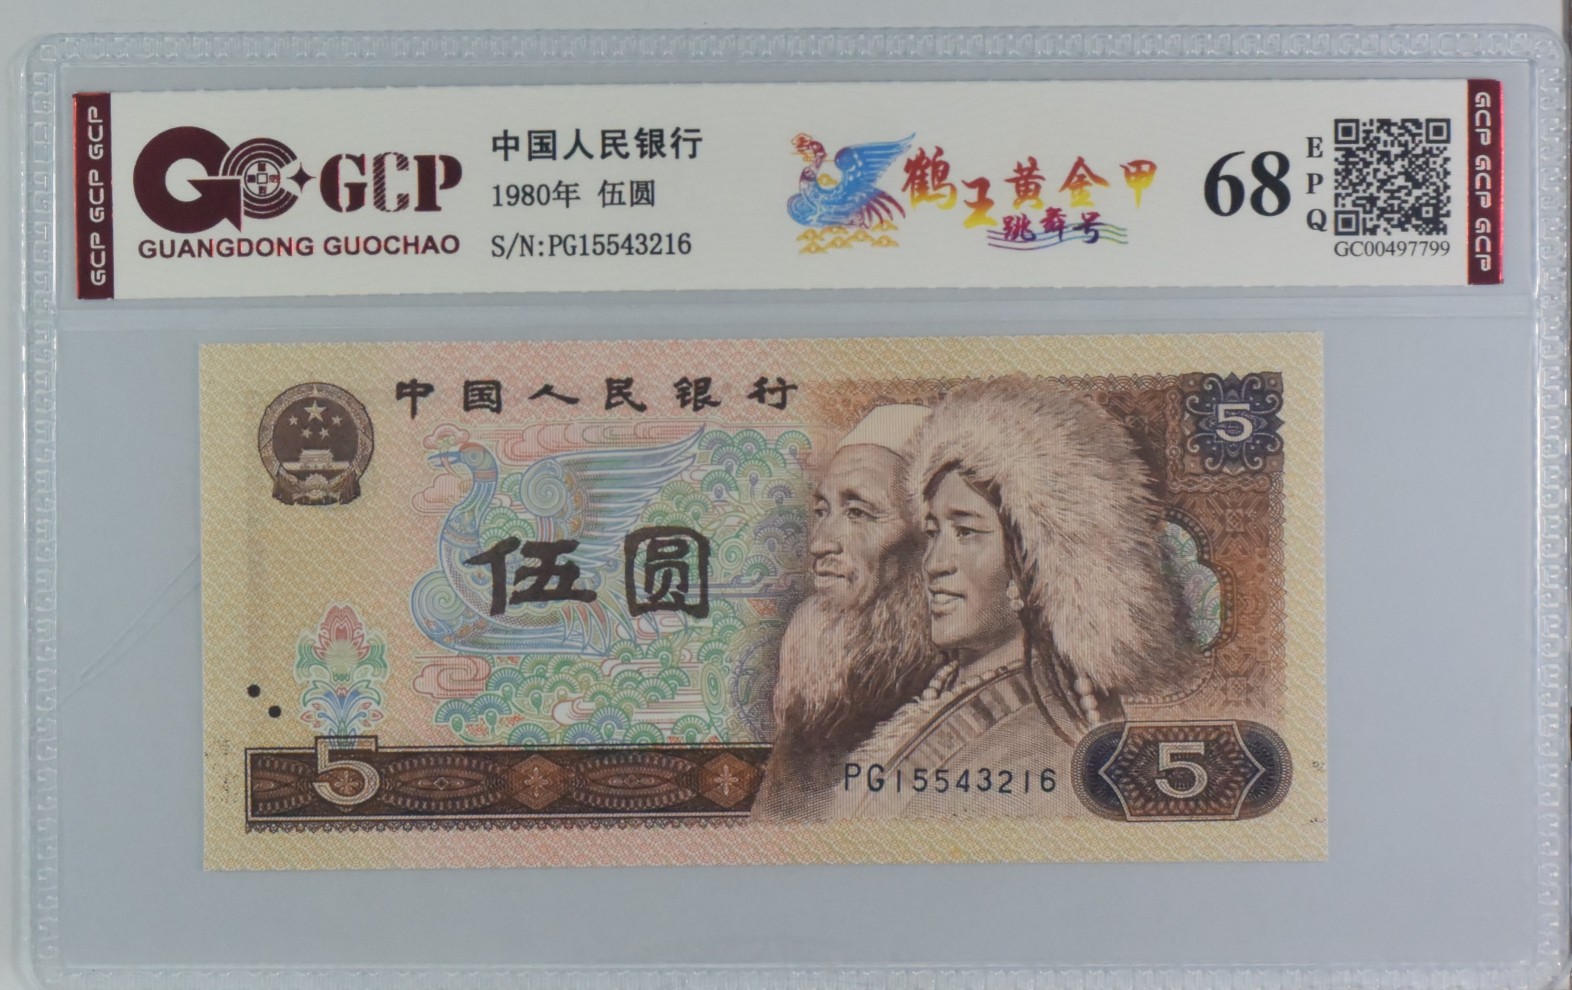 GCP GCP GCP
GCP
GUANGDONG GUOCHAO
中国人民银行
1980年 伍圆
S/N:PG15543216
鹤王黄金甲
跳舞号
68
EPQ
GC00497799
GCP GCP GCP
中国人民银行
5
伍圆
5
PG15543216
5